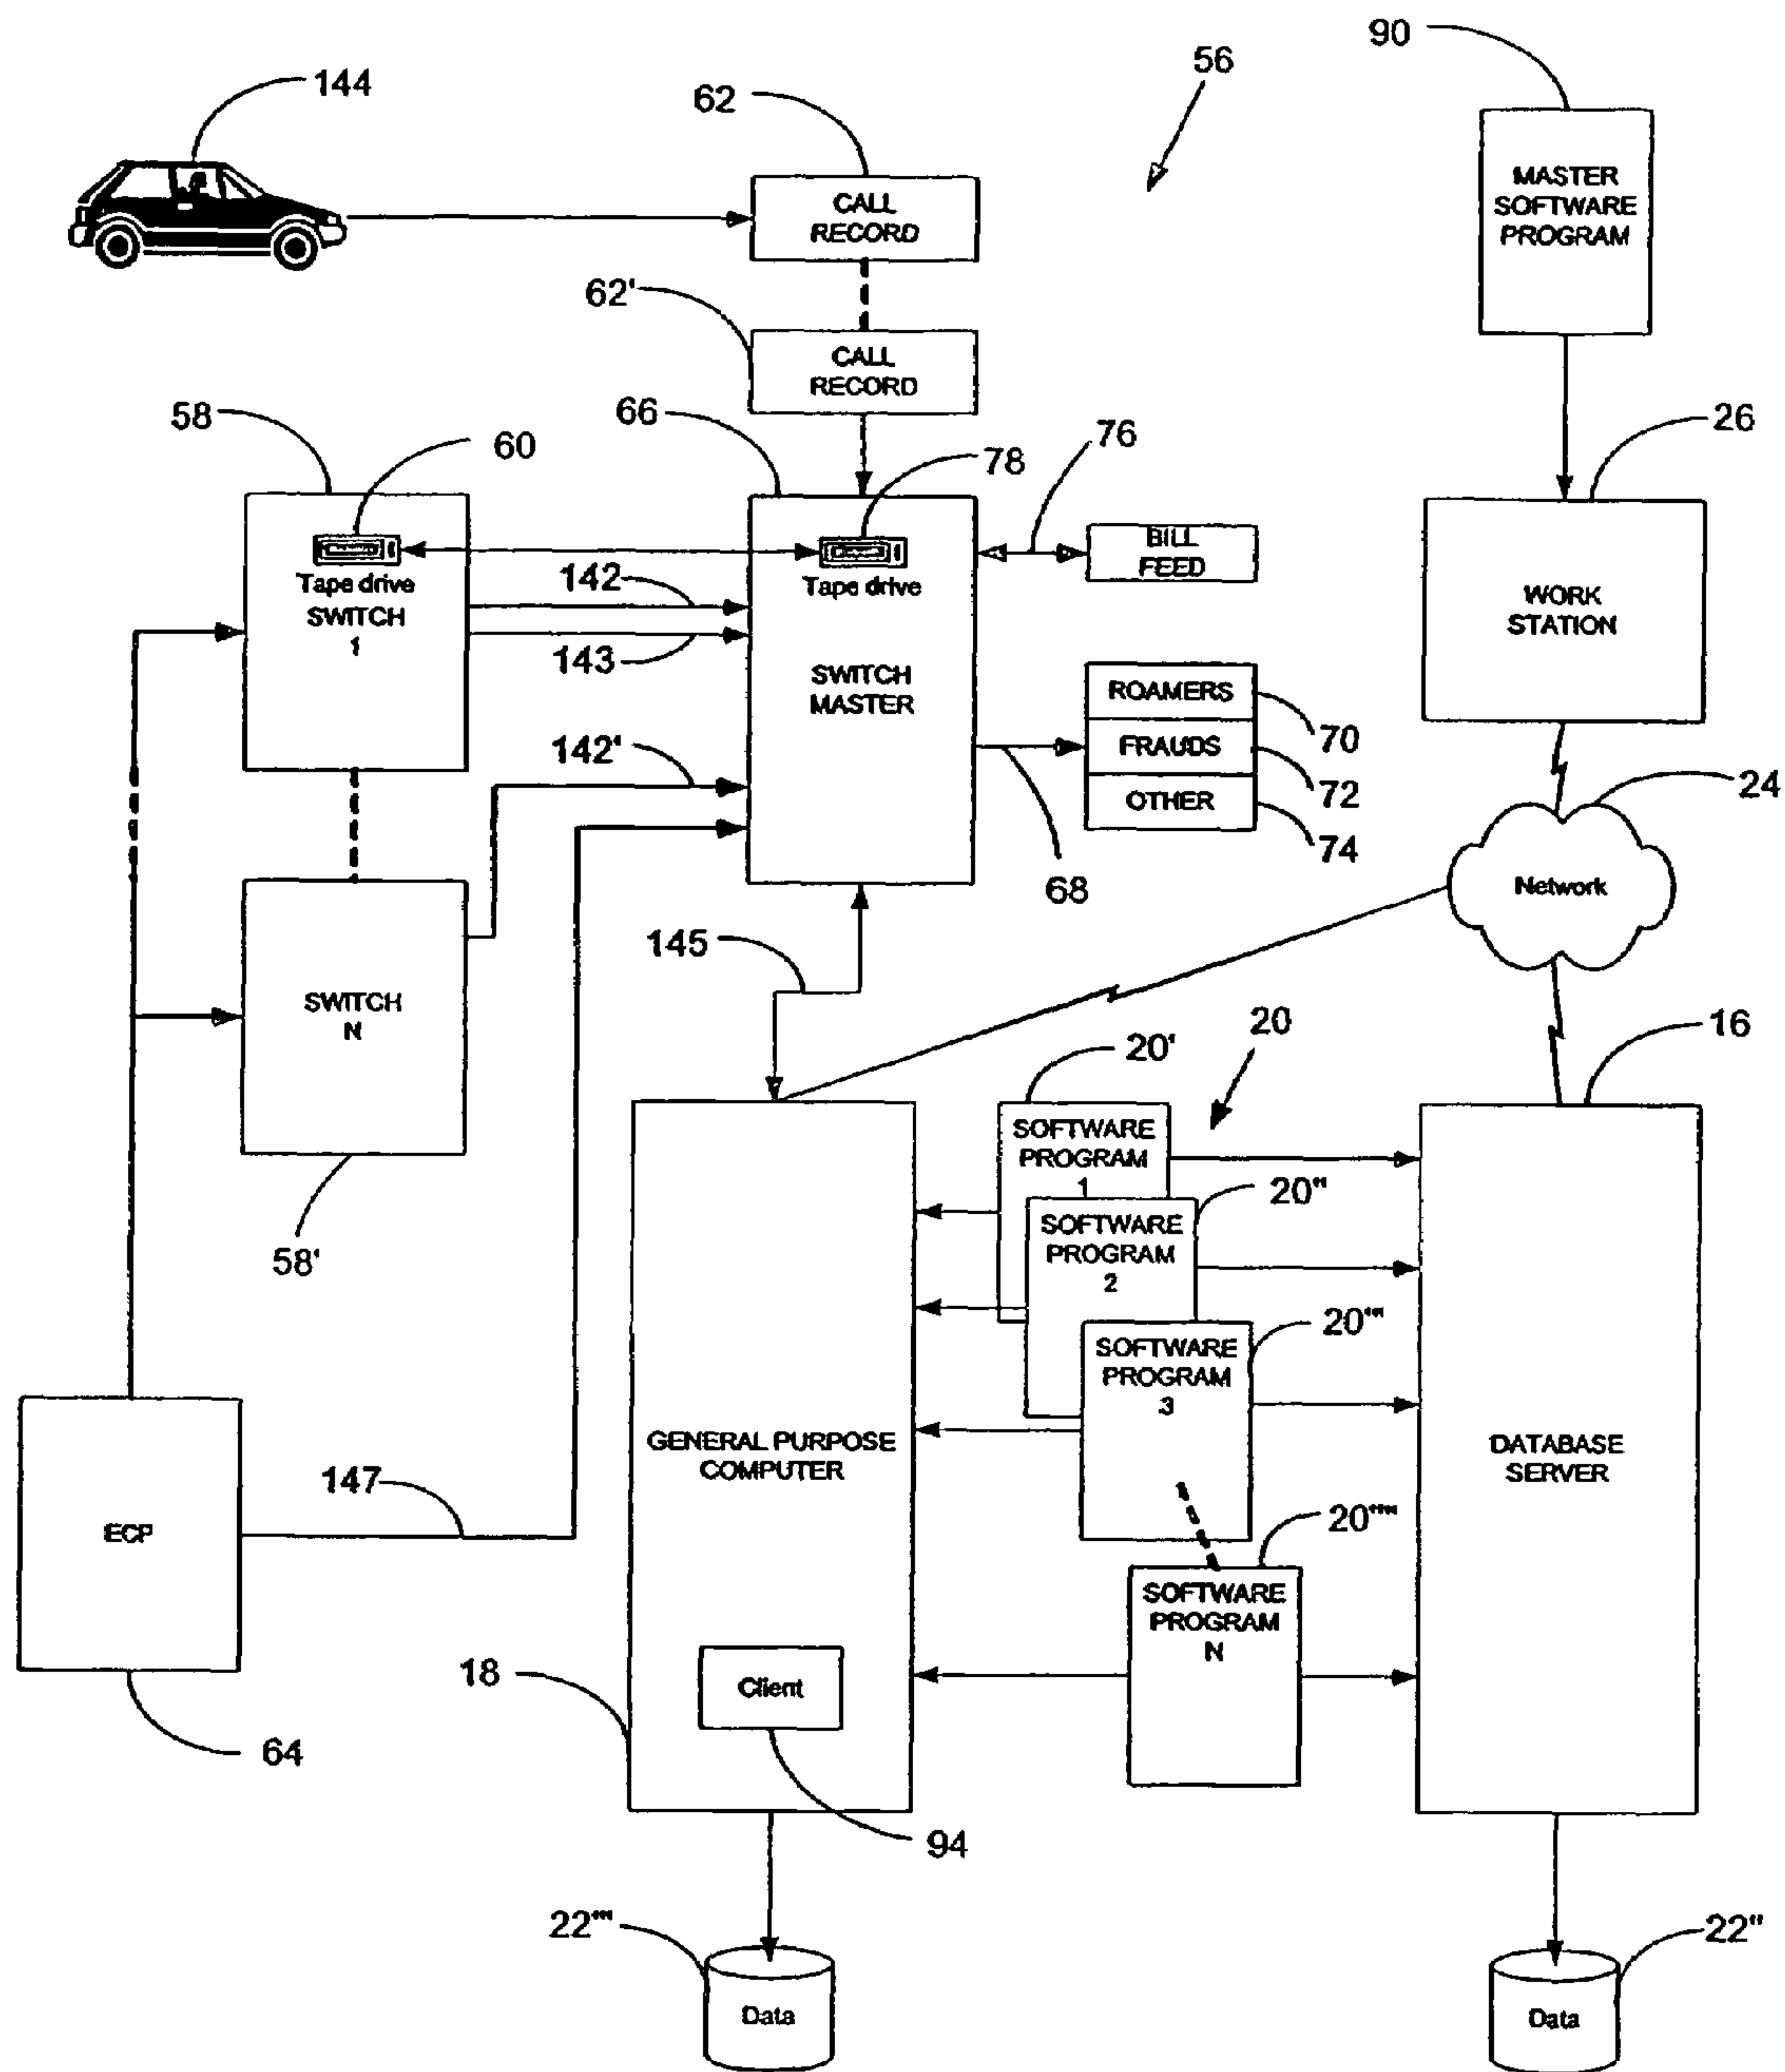 90
56
144
62
MASTER
SOFTWARE
PROGRAM
CALL
RECORD
62'
CALL
RECORD
58
66
76
26
60
78
Tape drive
SWITCH
1
Tape drive
BILL
FEED
142
WORK
STATION
143
SWITCH
MASTER
ROAMERS
70
FRAUDS
142'
72
24
OTHER
74
68
Network
145
SWITCH
N
20
16
20'
SOFTWARE
PROGRAM
1
20"
58'
SOFTWARE
PROGRAM
2
20'''
SOFTWARE
PROGRAM
3
GENERAL PURPOSE
COMPUTER
DATABASE
SERVER
147
ECP
20''''
SOFTWARE
PROGRAM
N
18
Client
64
94
22'''
22"
Data
Data